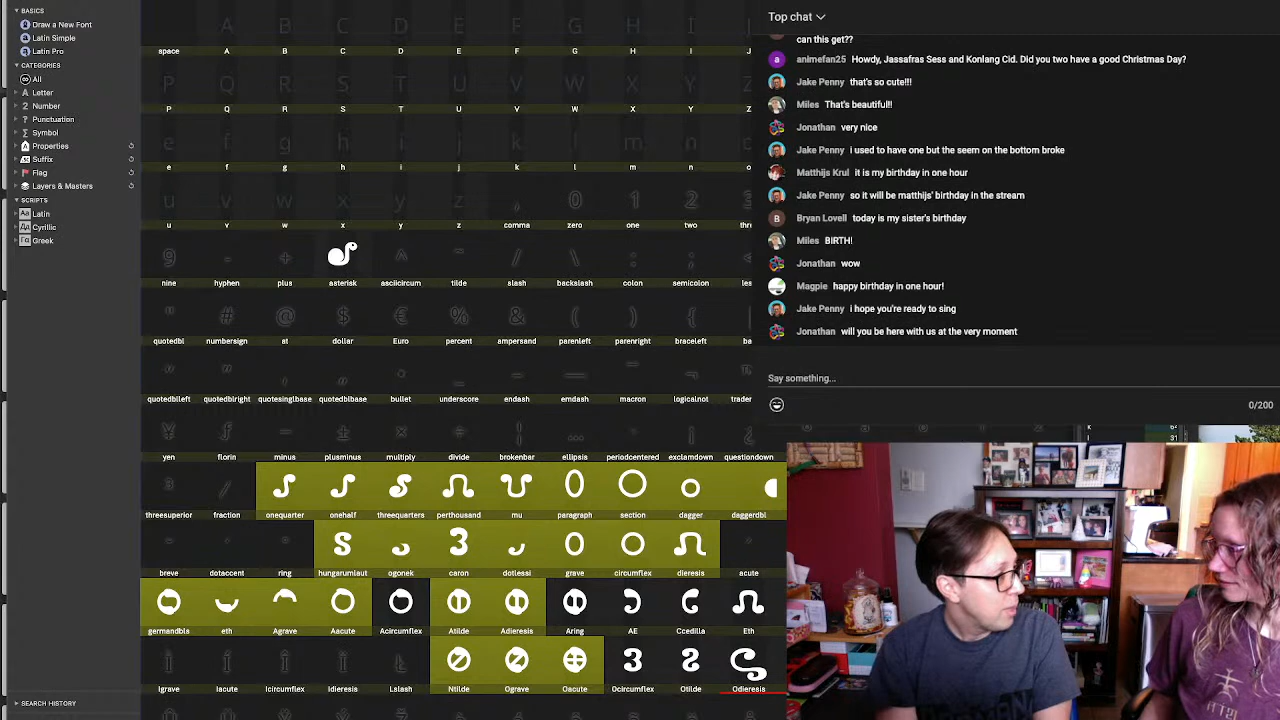 BASICS
Draw a New Font
Latin Simple
Latin Pro
CATEGORIES
All
Letter
Number
Punctuation
Symbol
Properties
Suffix
Flag
Layers & Masters
SCRIPTS
Latin
Cyrillic
Greek
SEARCH HISTORY
A B C D E F G H I
space A B C D E F G H I J
P Q R S T U V W X Y Z
P Q R S T U V W X Y Z
e f g h i j k l m n o
e f g h i j k l m n o
u v w x y z , 0 1 2 3
u v w x y z comma zero one two three
9 - + ^ ~ / \ : ; <
nine hyphen plus asterisk asciicircum tilde slash backslash colon semicolon les
" # @ $ € % & ( ) {
quotedbl numbersign at dollar Euro percent ampersand parenleft parenright braceleft ba
quotedblleft quotedblright quotesinglbase quotedblbase bullet underscore endash emdash macron logicalnot trader
¥ ƒ − ± × ÷ ¦ … · ¡ ¿
yen florin minus plusminus multiply divide brokenbar ellipsis periodcentered exclamdown questiondown
threesuperior fraction onequarter onehalf threequarters perthousand mu paragraph section dagger daggerdbl
breve dotaccent ring hungarumlaut ogonek caron dotlessi grave circumflex dieresis acute
germandbls eth Agrave Aacute Acircumflex Atilde Adieresis Aring AE Ccedilla Eth
Igrave Iacute Icircumflex Idieresis Lslash Ntilde Ograve Oacute Ocircumflex Otilde Odieresis
Top chat
can this get??
animefan25 Howdy, Jassafras Sess and Konlang Cid. Did you two have a good Christmas Day?
Jake Penny that's so cute!!!
Miles That's beautiful!!
Jonathan very nice
Jake Penny i used to have one but the seem on the bottom broke
Matthijs Krul it is my birthday in one hour
Jake Penny so it will be matthijs' birthday in the stream
Bryan Lovell today is my sister's birthday
Miles BIRTH!
Jonathan wow
Magpie happy birthday in one hour!
Jake Penny i hope you're ready to sing
Jonathan will you be here with us at the very moment
Say something...
0/200